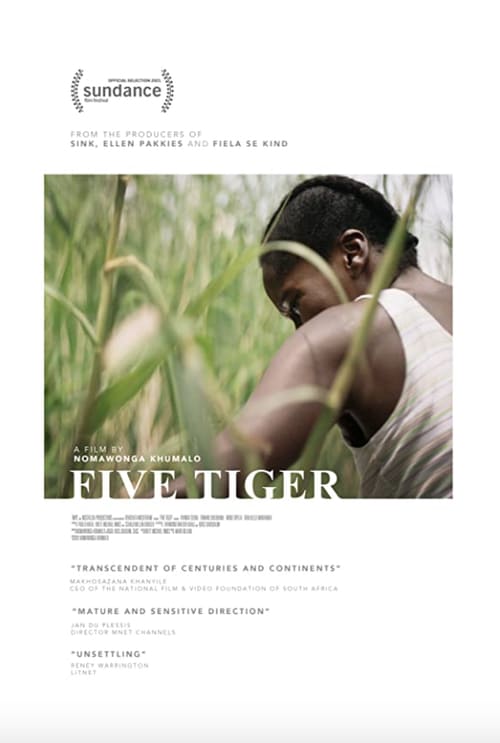 OFFICIAL SELECTION 2021
sundance
film festival
FROM THE PRODUCERS OF
SINK, ELLEN PAKKIES AND FIELA SE KIND
A FILM BY
NOMAWONGA KHUMALO
FIVE TIGER
"TRANSCENDENT OF CENTURIES AND CONTINENTS"
MAKHOSAZANA KHANYILE
CEO OF THE NATIONAL FILM & VIDEO FOUNDATION OF SOUTH AFRICA
"MATURE AND SENSITIVE DIRECTION"
JAN DU PLESSIS
DIRECTOR MNET CHANNELS
"UNSETTLING"
RENEY WARRINGTON
LITNET